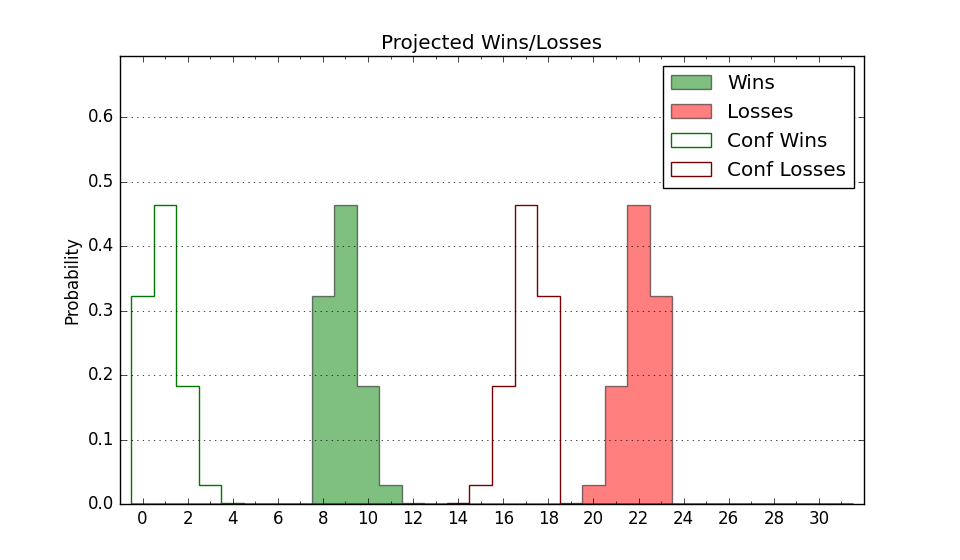 Projected Wins/Losses
Wins
Losses
Conf Wins
Conf Losses
Probability
0.6
0.5
0.4
0.3
0.2
0.1
0.0
0 2 4 6 8 10 12 14 16 18 20 22 24 26 28 30